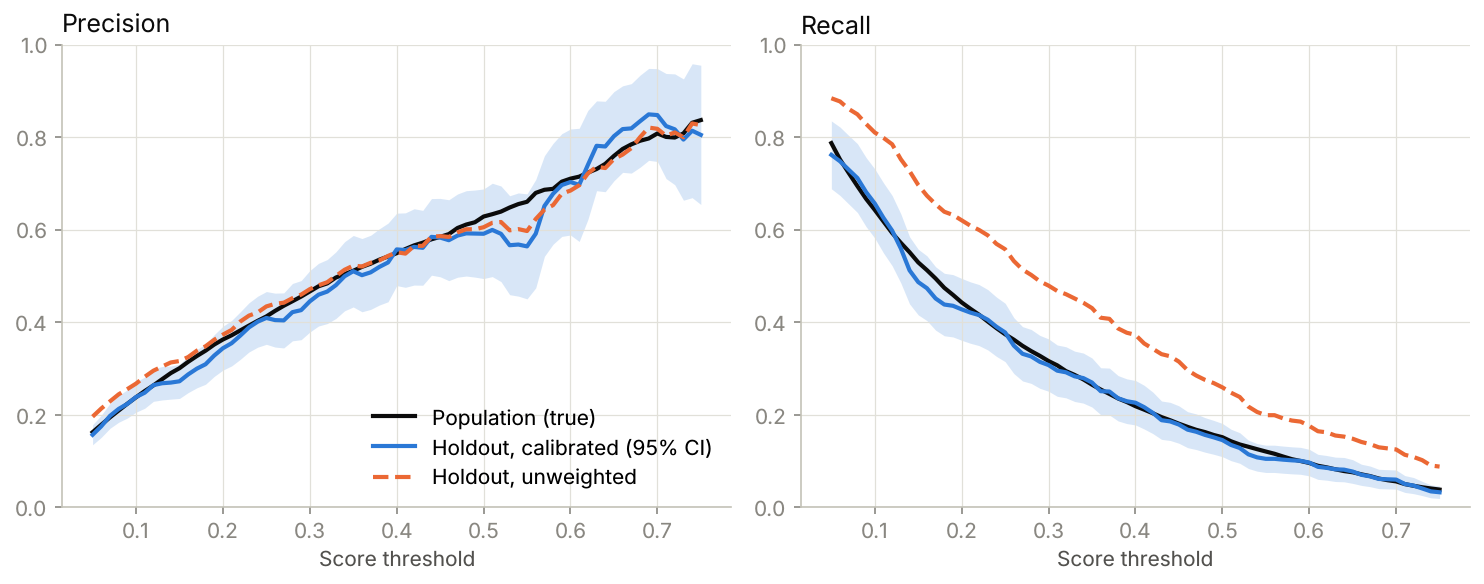 Precision
1.0
0.8
0.6
0.4
0.2
0.0
Population (true)
Holdout, calibrated (95% CI)
Holdout, unweighted
0.1 0.2 0.3 0.4 0.5 0.6 0.7
Score threshold
Recall
1.0
0.8
0.6
0.4
0.2
0.0
0.1 0.2 0.3 0.4 0.5 0.6 0.7
Score threshold